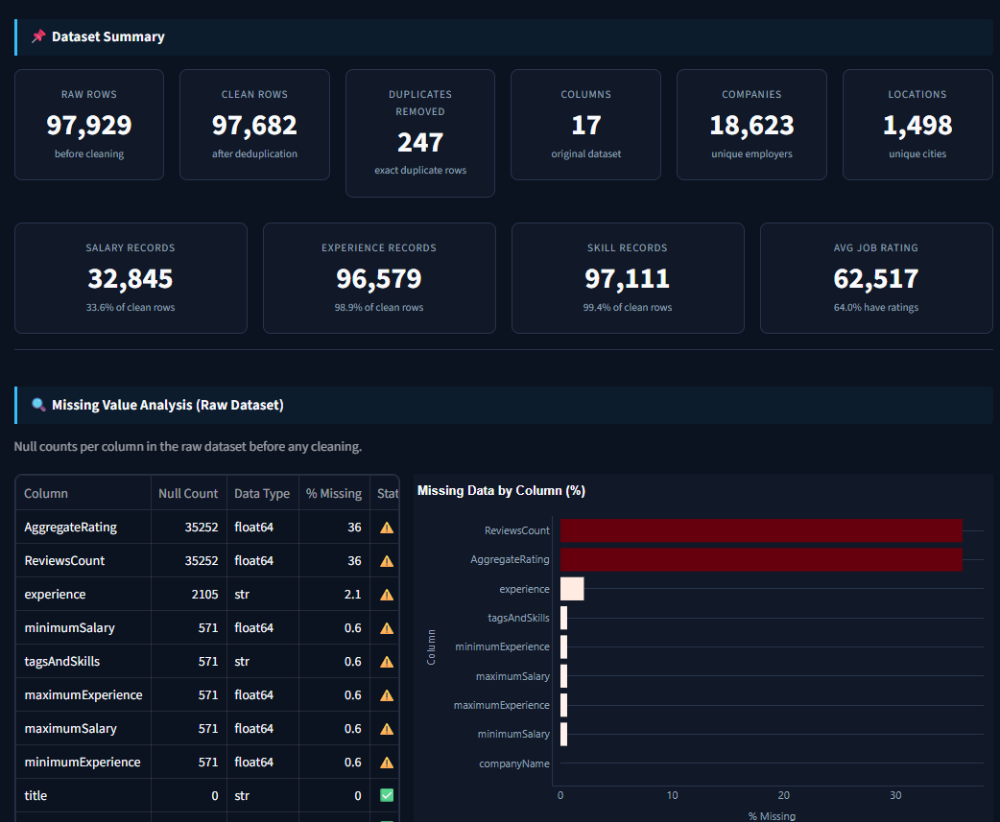 📌 Dataset Summary
RAW ROWS
97,929
before cleaning
CLEAN ROWS
97,682
after deduplication
DUPLICATES
REMOVED
247
exact duplicate rows
COLUMNS
17
original dataset
COMPANIES
18,623
unique employers
LOCATIONS
1,498
unique cities
SALARY RECORDS
32,845
33.6% of clean rows
EXPERIENCE RECORDS
96,579
98.9% of clean rows
SKILL RECORDS
97,111
99.4% of clean rows
AVG JOB RATING
62,517
64.0% have ratings
🔍 Missing Value Analysis (Raw Dataset)
Null counts per column in the raw dataset before any cleaning.
Column Null Count Data Type % Missing Stat
AggregateRating 35252 float64 36 ⚠️
ReviewsCount 35252 float64 36 ⚠️
experience 2105 str 2.1 ⚠️
minimumSalary 571 float64 0.6 ⚠️
tagsAndSkills 571 str 0.6 ⚠️
maximumExperience 571 float64 0.6 ⚠️
maximumSalary 571 float64 0.6 ⚠️
minimumExperience 571 float64 0.6 ⚠️
title 0 str 0 ✅
Missing Data by Column (%)
Column
ReviewsCount
AggregateRating
experience
tagsAndSkills
minimumExperience
maximumSalary
maximumExperience
minimumSalary
companyName
0 10 20 30
% Missing